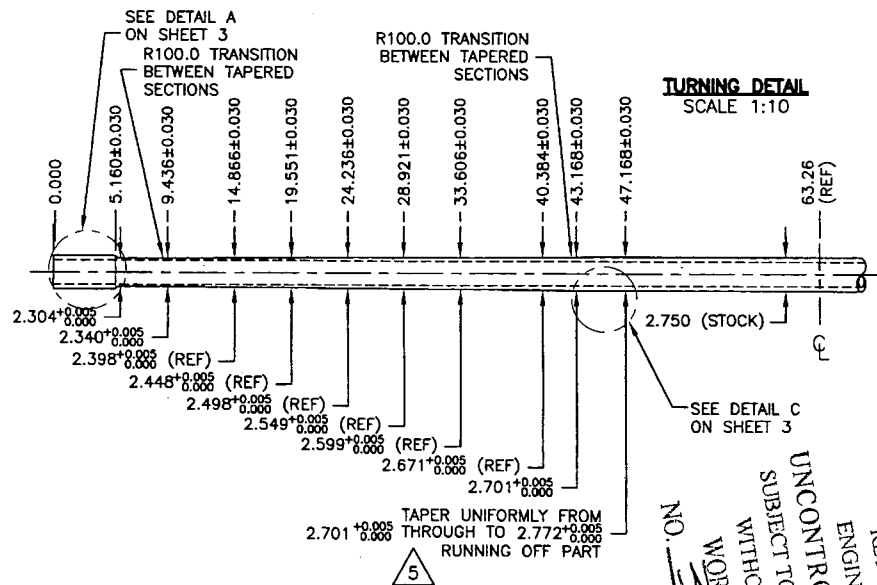 SEE DETAIL A
ON SHEET 3
R100.0 TRANSITION
BETWEEN TAPERED
SECTIONS
R100.0 TRANSITION
BETWEEN TAPERED
SECTIONS
TURNING DETAIL
SCALE 1:10
0.000
5.160±0.030
9.436±0.030
14.866±0.030
19.551±0.030
24.236±0.030
28.921±0.030
33.606±0.030
40.384±0.030
43.168±0.030
47.168±0.030
63.26
(REF)
2.304+0.005 0.000
2.340+0.005 0.000
2.398+0.005 0.000 (REF)
2.448+0.005 0.000 (REF)
2.498+0.005 0.000 (REF)
2.549+0.005 0.000 (REF)
2.599+0.005 0.000 (REF)
2.671+0.005 0.000 (REF)
2.701+0.005 0.000
2.750 (STOCK)
SEE DETAIL C
ON SHEET 3
TAPER UNIFORMLY FROM
2.701 +0.005 0.000 THROUGH TO 2.772+0.005 0.000
RUNNING OFF PART
5
ENGIN
UNCONTR
SUBJECT TO
WITHO
WOR
NO.